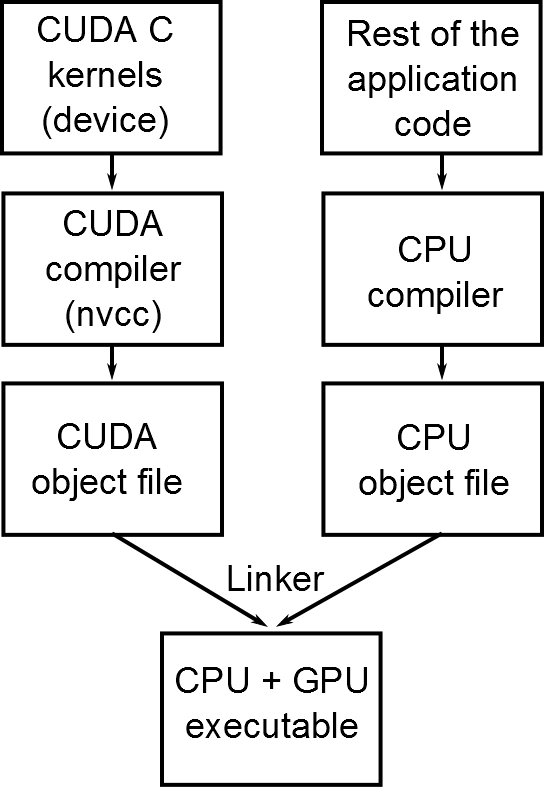 CUDA C
kernels
(device)
Rest of the
application
code
CUDA
compiler
(nvcc)
CPU
compiler
CUDA
object file
CPU
object file
Linker
CPU + GPU
executable